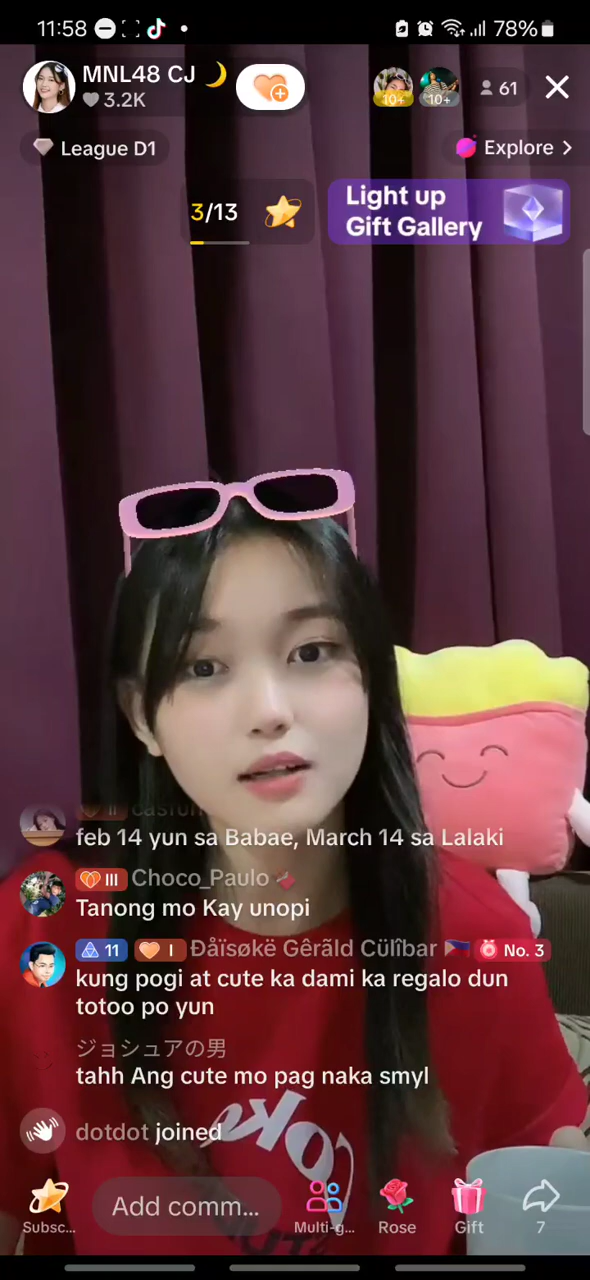 11:58
78%
MNL48 CJ 🌙
3.2K
10+
10+
61
League D1
Explore
3/13
Light up
Gift Gallery
II
feb 14 yun sa Babae, March 14 sa Lalaki
III Choco_Paulo
Tanong mo Kay unopi
11 I Ðåïsøkë Gêrãld Cülîbar 🇵🇭 No. 3
kung pogi at cute ka dami ka regalo dun
totoo po yun
ジョシュアの男
tahh Ang cute mo pag naka smyl
dotdot joined
Add comm...
Subsc...
Multi-g...
Rose
Gift
7